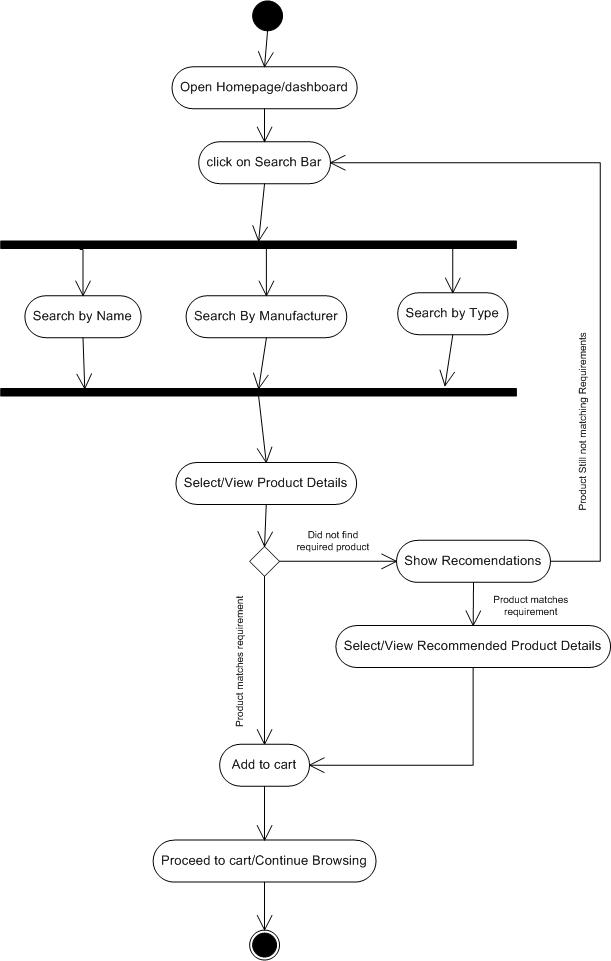 Open Homepage/dashboard
click on Search Bar
Search by Name
Search By Manufacturer
Search by Type
Product Still not matching Requirements
Select/View Product Details
Did not find
required product
Show Recomendations
Product matches
requirement
Product matches requirement
Select/View Recommended Product Details
Add to cart
Proceed to cart/Continue Browsing